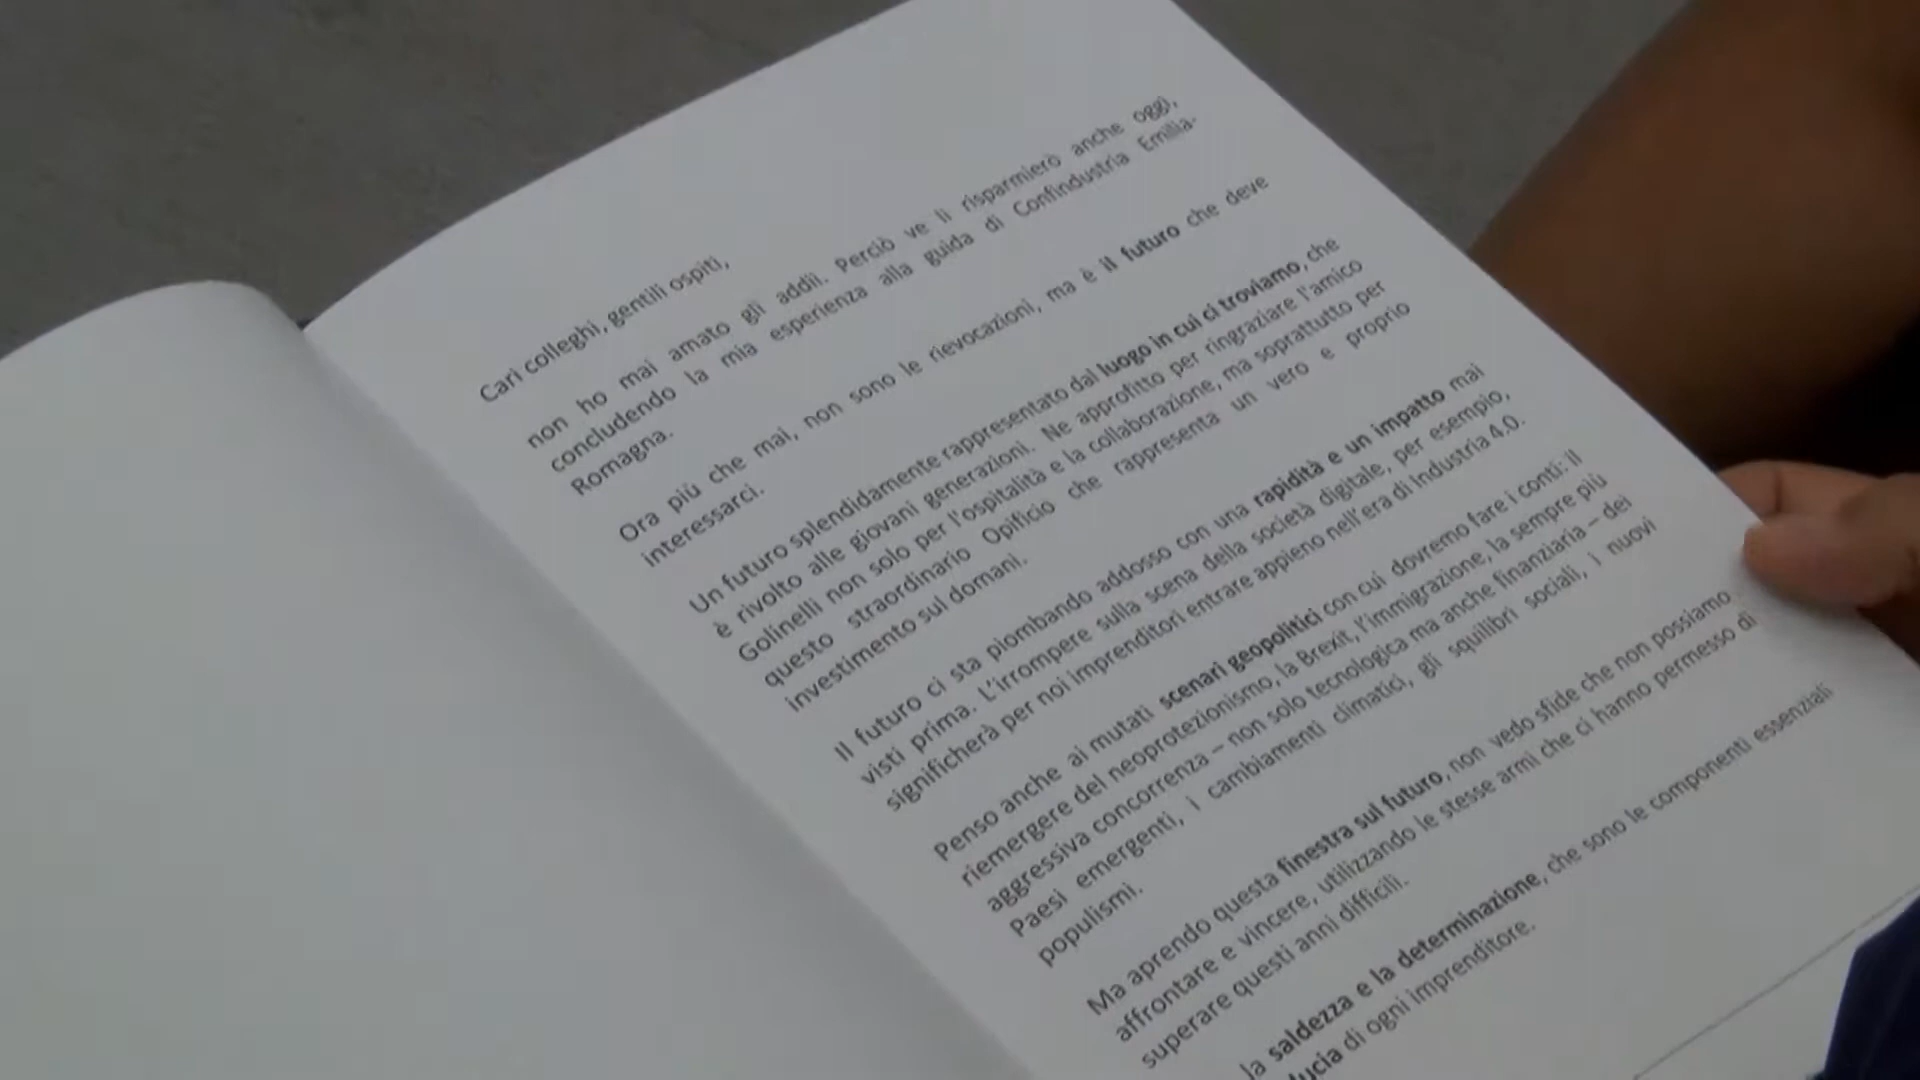 Cari colleghi, gentili ospiti,
non ho mai amato gli addii. Perciò ve li risparmierò anche oggi,
concludendo la mia esperienza alla guida di Confindustria Emilia-
Romagna.
Ora più che mai, non sono le rievocazioni, ma è il futuro che deve
interessarci.
Un futuro splendidamente rappresentato dal luogo in cui ci troviamo, che
è rivolto alle giovani generazioni. Ne approfitto per ringraziare l'amico
Golinelli non solo per l'ospitalità e la collaborazione, ma soprattutto per
questo straordinario Opificio che rappresenta un vero e proprio
investimento sul domani.
Il futuro ci sta piombando addosso con una rapidità e un impatto mai
visti prima. L'irrompere sulla scena della società digitale, per esempio,
significherà per noi imprenditori entrare appieno nell'era di Industria 4.0.
Penso anche ai mutati scenari geopolitici con cui dovremo fare i conti: il
riemergere del neoprotezionismo, la Brexit, l'immigrazione, la sempre più
aggressiva concorrenza – non solo tecnologica ma anche finanziaria – dei
Paesi emergenti, i cambiamenti climatici, gli squilibri sociali, i nuovi
populismi.
Ma aprendo questa finestra sul futuro, non vedo sfide che non possiamo
affrontare e vincere, utilizzando le stesse armi che ci hanno permesso di
superare questi anni difficili.
la saldezza e la determinazione, che sono le componenti essenziali
di ogni imprenditore.